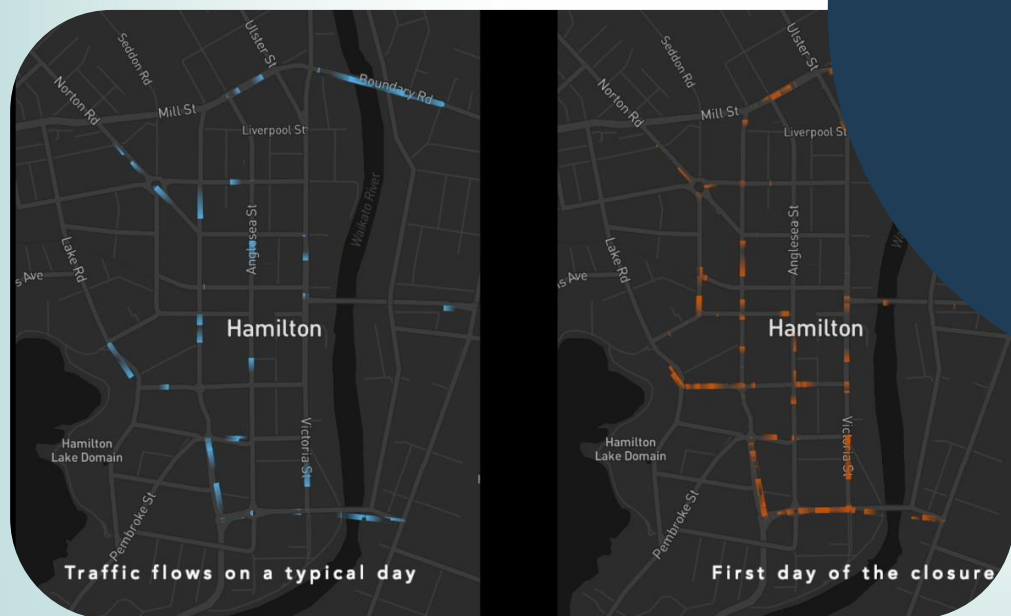 Seddon Rd
Ulster St
Norton Rd
Mill St
Boundary Rd
Liverpool St
Anglesea St
Waikato River
Lake Rd
s Ave
Hamilton
Hamilton
Lake Domain
Victoria St
Pembroke St
Traffic flows on a typical day
Seddon Rd
Ulster St
Norton Rd
Mill St
Liverpool St
Anglesea St
Lake Rd
s Ave
Hamilton
Hamilton
Lake Domain
Victoria St
Pembroke St
First day of the closure